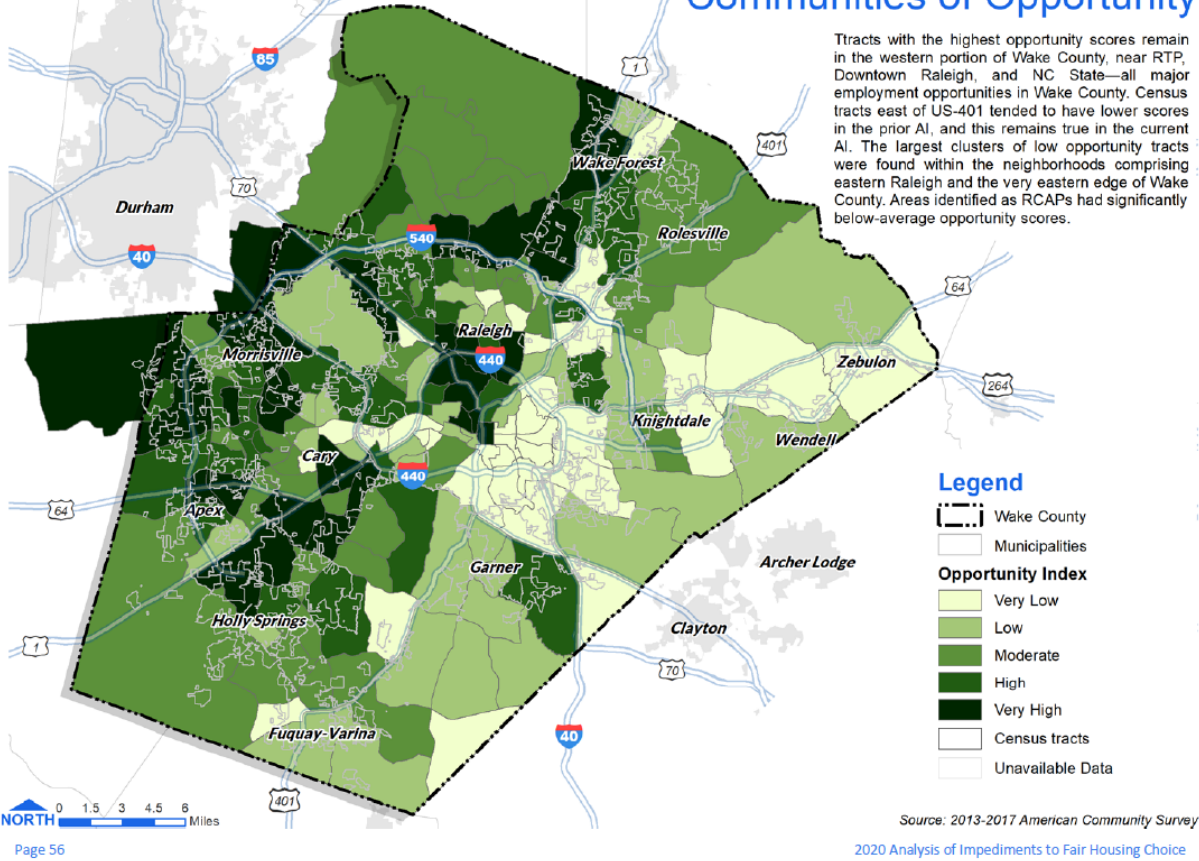 Communities of Opportunity
Ttracts with the highest opportunity scores remain
in the western portion of Wake County, near RTP,
Downtown Raleigh, and NC State—all major
employment opportunities in Wake County. Census
tracts east of US-401 tended to have lower scores
in the prior AI, and this remains true in the current
AI. The largest clusters of low opportunity tracts
were found within the neighborhoods comprising
eastern Raleigh and the very eastern edge of Wake
County. Areas identified as RCAPs had significantly
below-average opportunity scores.
85
1
401
Wake Forest
70
Durham
Rolesville
540
40
64
Raleigh
Morrisville
440
Zebulon
264
Knightdale
Wendell
Cary
440
64
Apex
Garner
Archer Lodge
Holly Springs
Clayton
1
70
Fuquay-Varina
40
401
Legend
Wake County
Municipalities
Opportunity Index
Very Low
Low
Moderate
High
Very High
Census tracts
Unavailable Data
NORTH
0 1.5 3 4.5 6
Miles
Source: 2013-2017 American Community Survey
Page 56
2020 Analysis of Impediments to Fair Housing Choice